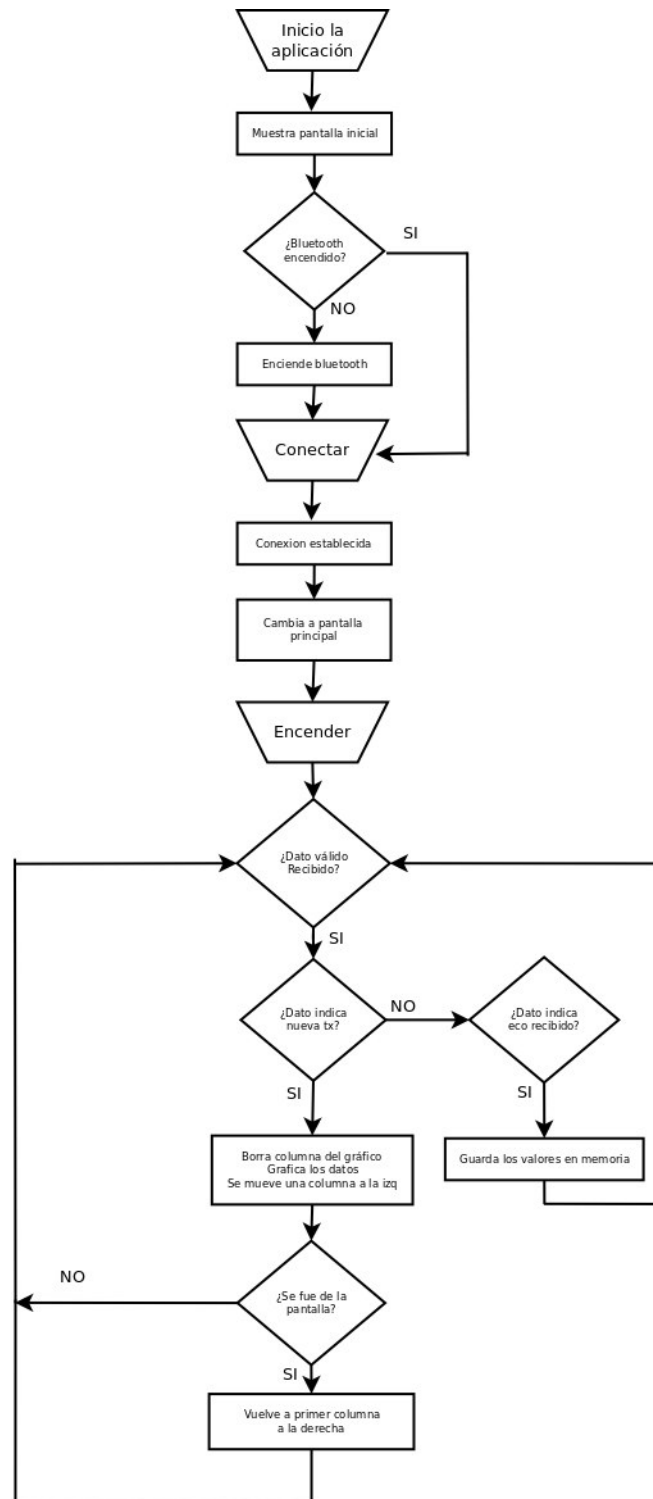 Inicio la
aplicación
Muestra pantalla inicial
¿Bluetooth
encendido?
SI
NO
Enciende bluetooth
Conectar
Conexion establecida
Cambia a pantalla
principal
Encender
¿Dato válido
Recibido?
SI
¿Dato indica
nueva tx?
NO
¿Dato indica
eco recibido?
SI
SI
Borra columna del gráfico
Grafica los datos
Se mueve una columna a la izq
Guarda los valores en memoria
NO
¿Se fue de la
pantalla?
SI
Vuelve a primer columna
a la derecha